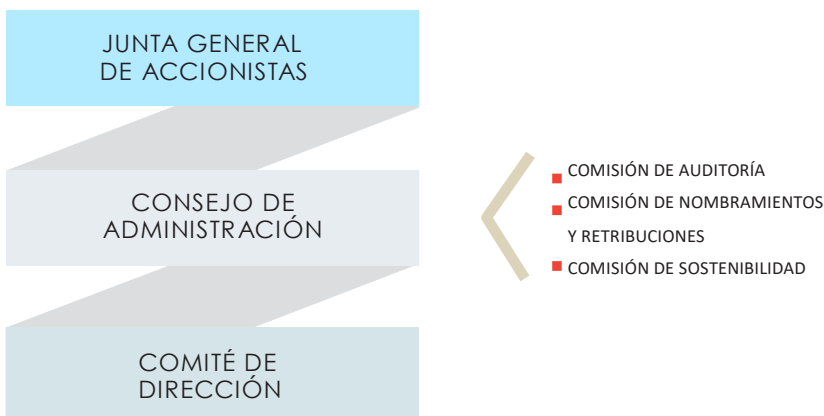 JUNTA GENERAL
DE ACCIONISTAS
CONSEJO DE
ADMINISTRACIÓN
COMISIÓN DE AUDITORÍA
COMISIÓN DE NOMBRAMIENTOS
Y RETRIBUCIONES
COMISIÓN DE SOSTENIBILIDAD
COMITÉ DE
DIRECCIÓN